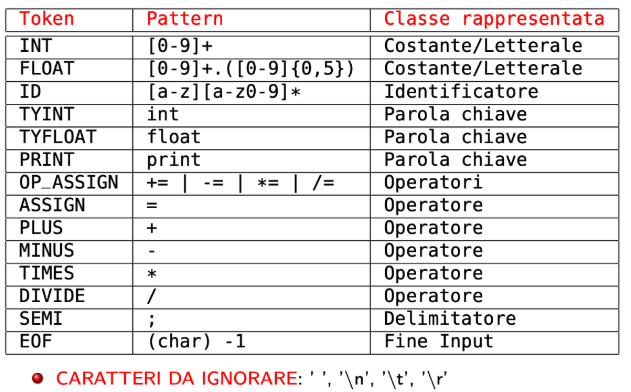 Token Pattern Classe rappresentata
INT [0-9]+ Costante/Letterale
FLOAT [0-9]+.([0-9]{0,5}) Costante/Letterale
ID [a-z][a-z0-9]* Identificatore
TYINT int Parola chiave
TYFLOAT float Parola chiave
PRINT print Parola chiave
OP_ASSIGN += | -= | *= | /= Operatori
ASSIGN = Operatore
PLUS + Operatore
MINUS - Operatore
TIMES * Operatore
DIVIDE / Operatore
SEMI ; Delimitatore
EOF (char) -1 Fine Input
CARATTERI DA IGNORARE: ' ', '\n', '\t', '\r'